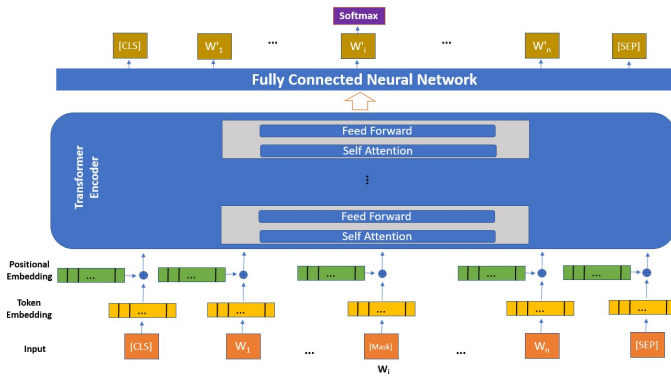 Softmax
[CLS] W'1 ... W'i ... W'n [SEP]
Fully Connected Neural Network
Transformer Encoder
Feed Forward
Self Attention
...
Feed Forward
Self Attention
Positional Embedding
... ... ... ... ...
Token Embedding
... ... ... ... ...
Input
[CLS] W1 ... [Mask] ... Wn [SEP]
Wi